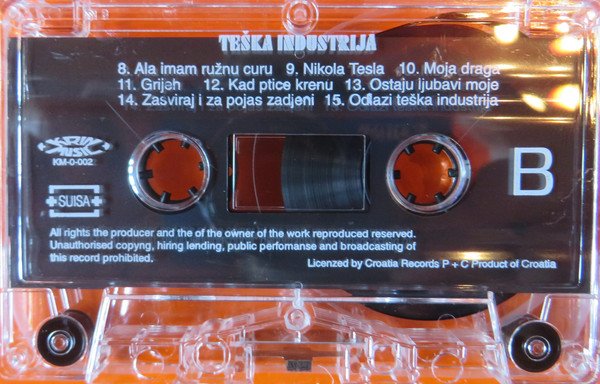 TEŠKA INDUSTRIJA
8. Ala imam ružnu curu 9. Nikola Tesla 10. Moja draga
11. Grijeh 12. Kad ptice krenu 13. Ostaju ljubavi moje
14. Zasviraj i za pojas zadjeni 15. Odlazi teška industrija
KM-0-002
SUISA
B
All rights the producer and the of the owner of the work reproduced reserved.
Unauthorised copyng, hiring lending, public perfomanse and broadcasting of
this record prohibited.
Licenzed by Croatia Records P + C Product of Croatia